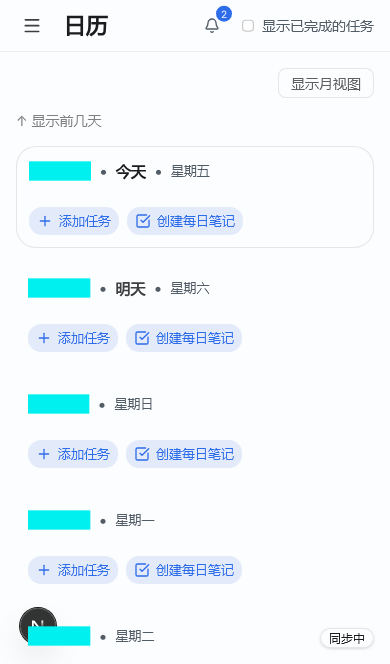 日历
2
显示已完成的任务
显示月视图
↑ 显示前几天
• 今天 • 星期五
+ 添加任务 创建每日笔记
• 明天 • 星期六
+ 添加任务 创建每日笔记
• 星期日
+ 添加任务 创建每日笔记
• 星期一
+ 添加任务 创建每日笔记
• 星期二
同步中